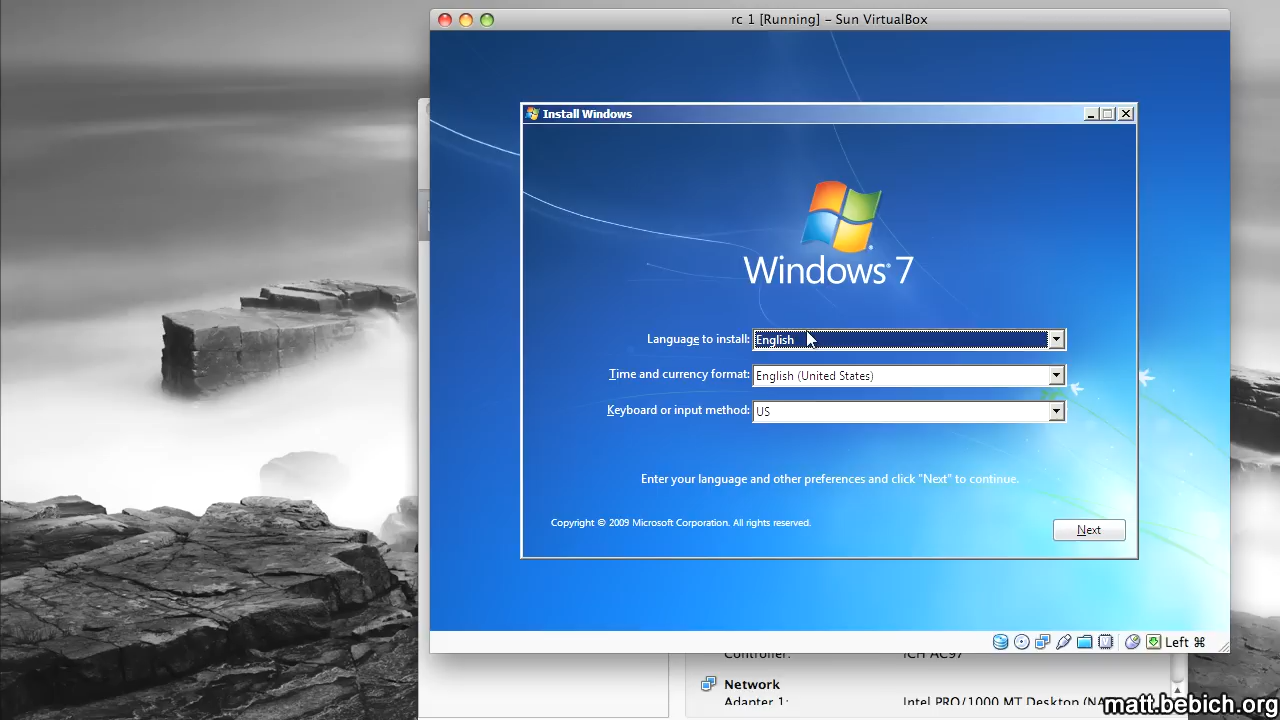 rc 1 [Running] – Sun VirtualBox
Install Windows
Windows 7
Language to install: English
Time and currency format: English (United States)
Keyboard or input method: US
Enter your language and other preferences and click "Next" to continue.
Copyright © 2009 Microsoft Corporation. All rights reserved.
Next
Left ⌘
Controller: ICH AC97
Network
Adapter 1: Intel PRO/1000 MT Desktop (NA
matt.bebich.org